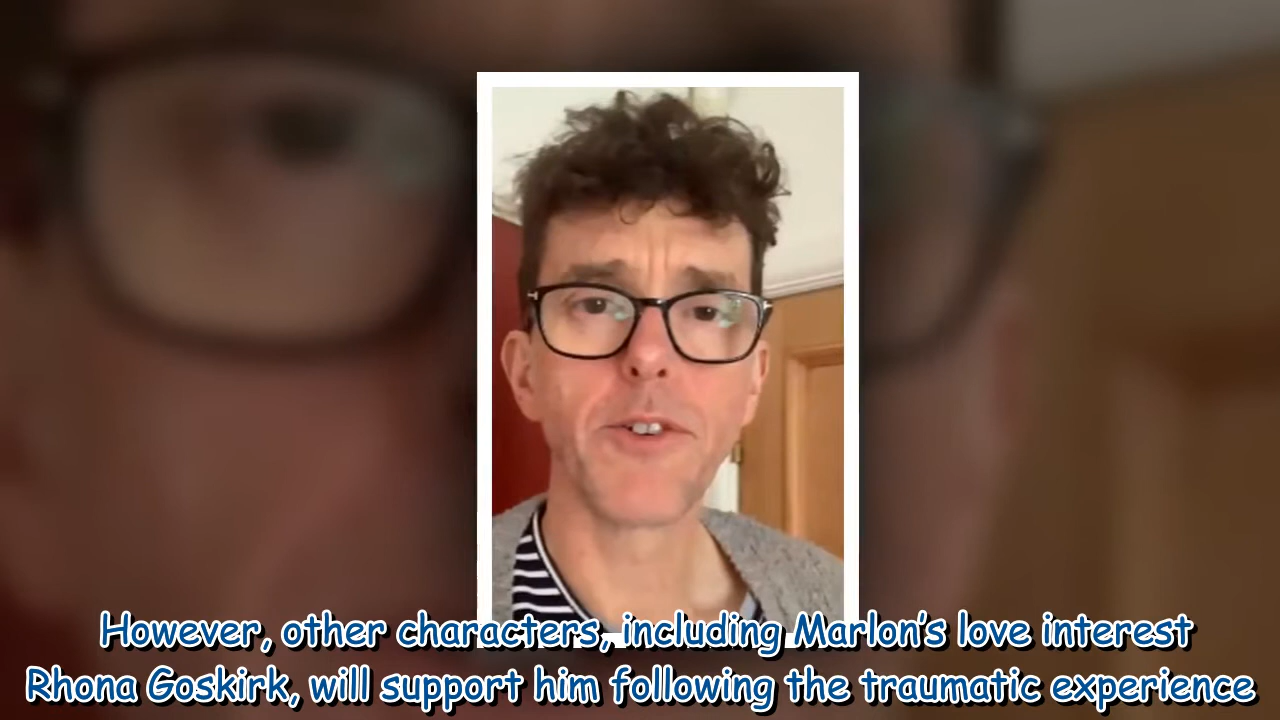 However, other characters, including Marlon’s love interest
Rhona Goskirk, will support him following the traumatic experience